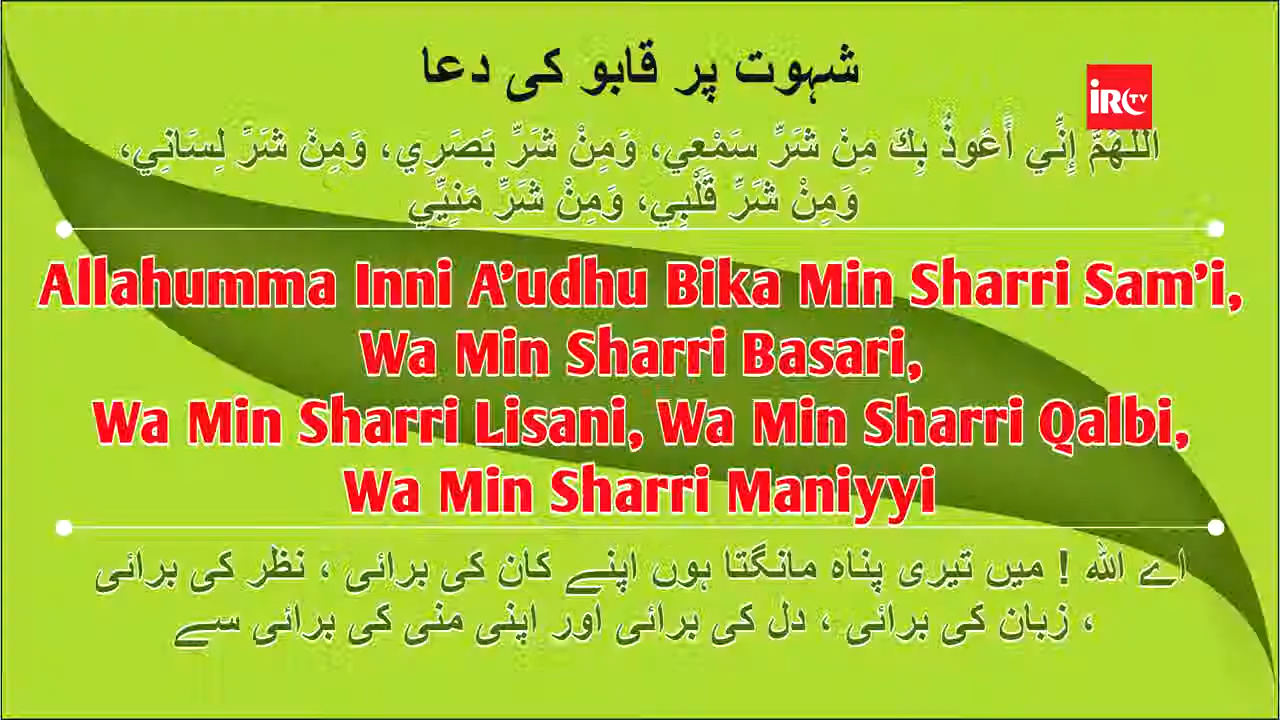 شہوت پر قابو کی دعا
iRC TV
اللَّهُمَّ إِنِّي أَعُوذُ بِكَ مِنْ شَرِّ سَمْعِي، وَمِنْ شَرِّ بَصَرِي، وَمِنْ شَرِّ لِسَانِي،
وَمِنْ شَرِّ قَلْبِي، وَمِنْ شَرِّ مَنِيِّي
Allahumma Inni A’udhu Bika Min Sharri Sam’i,
Wa Min Sharri Basari,
Wa Min Sharri Lisani, Wa Min Sharri Qalbi,
Wa Min Sharri Maniyyi
اے اللہ ! میں تیری پناہ مانگتا ہوں اپنے کان کی برائی ، نظر کی برائی
، زبان کی برائی ، دل کی برائی اور اپنی منی کی برائی سے